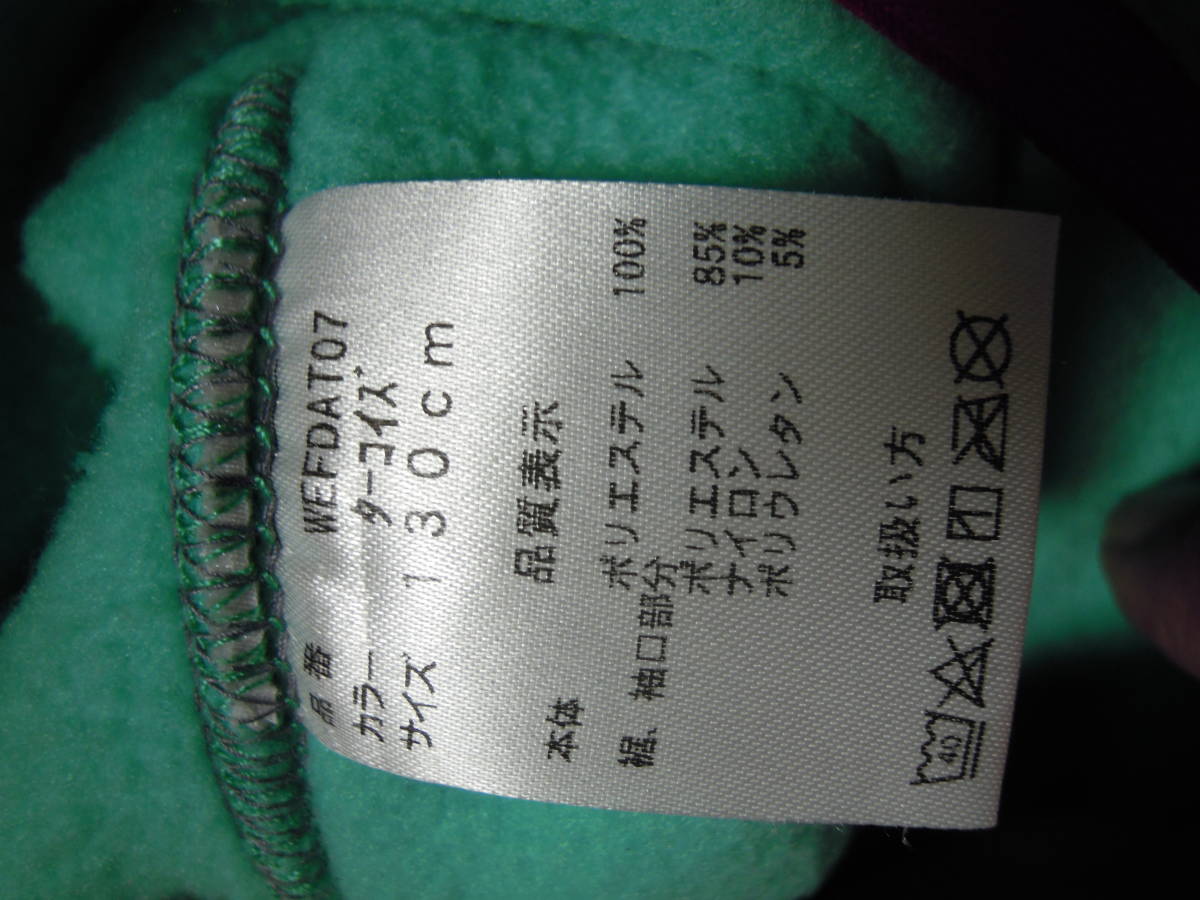 品番 WEFDAT07
カラー ターコイズ
サイズ 130cm
品質表示
本体
ポリエステル 100%
裾、袖口部分
ポリエステル 85%
ナイロン 10%
ポリウレタン 5%
取扱い方
40